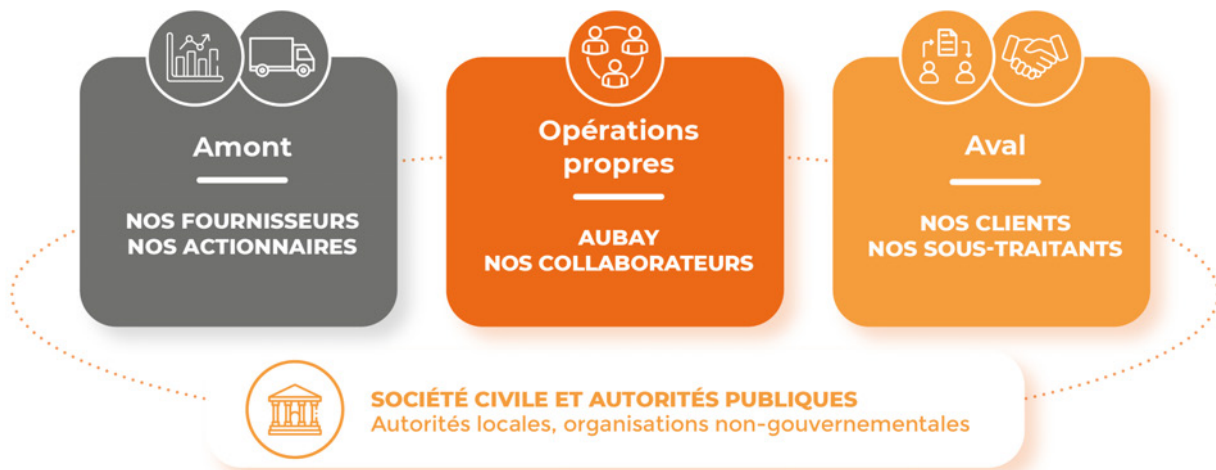 Amont
NOS FOURNISSEURS
NOS ACTIONNAIRES
Opérations
propres
AUBAY
NOS COLLABORATEURS
Aval
NOS CLIENTS
NOS SOUS-TRAITANTS
SOCIÉTÉ CIVILE ET AUTORITÉS PUBLIQUES
Autorités locales, organisations non-gouvernementales